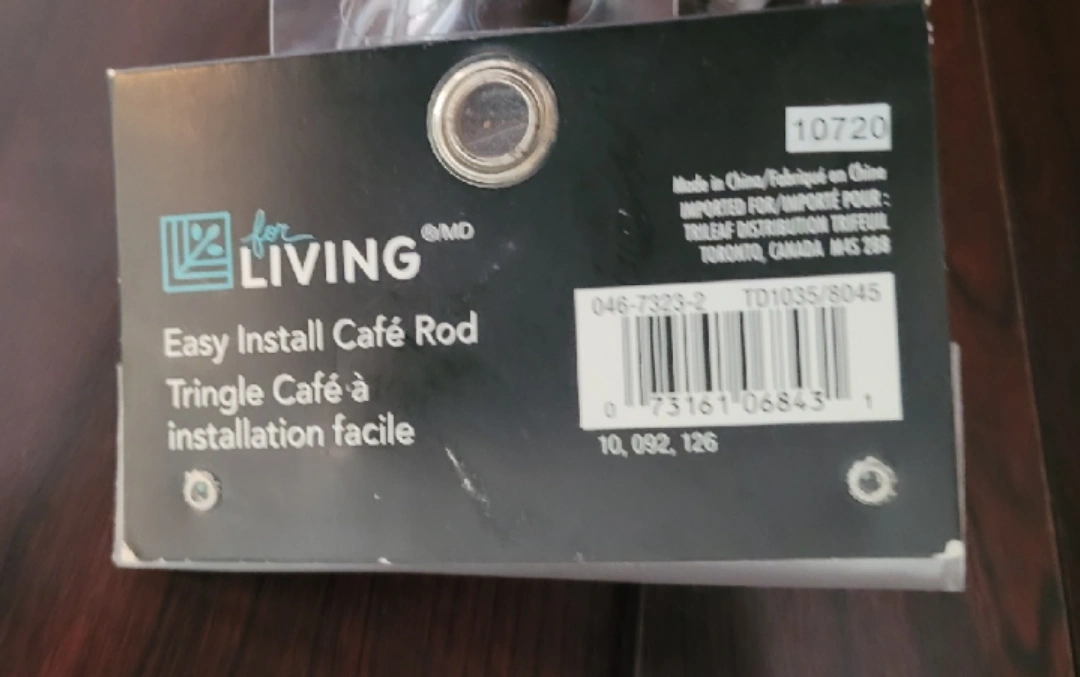 10720
Made in China/Fabriqué en Chine
IMPORTED FOR/IMPORTÉ POUR :
TRILEAF DISTRIBUTION TRIFEUIL
TORONTO, CANADA M4S 2B8
for
LIVING ®/MD
Easy Install Café Rod
Tringle Café à
installation facile
046-7323-2 TD1035/8045
0 73161 06843 1
10, 092, 126